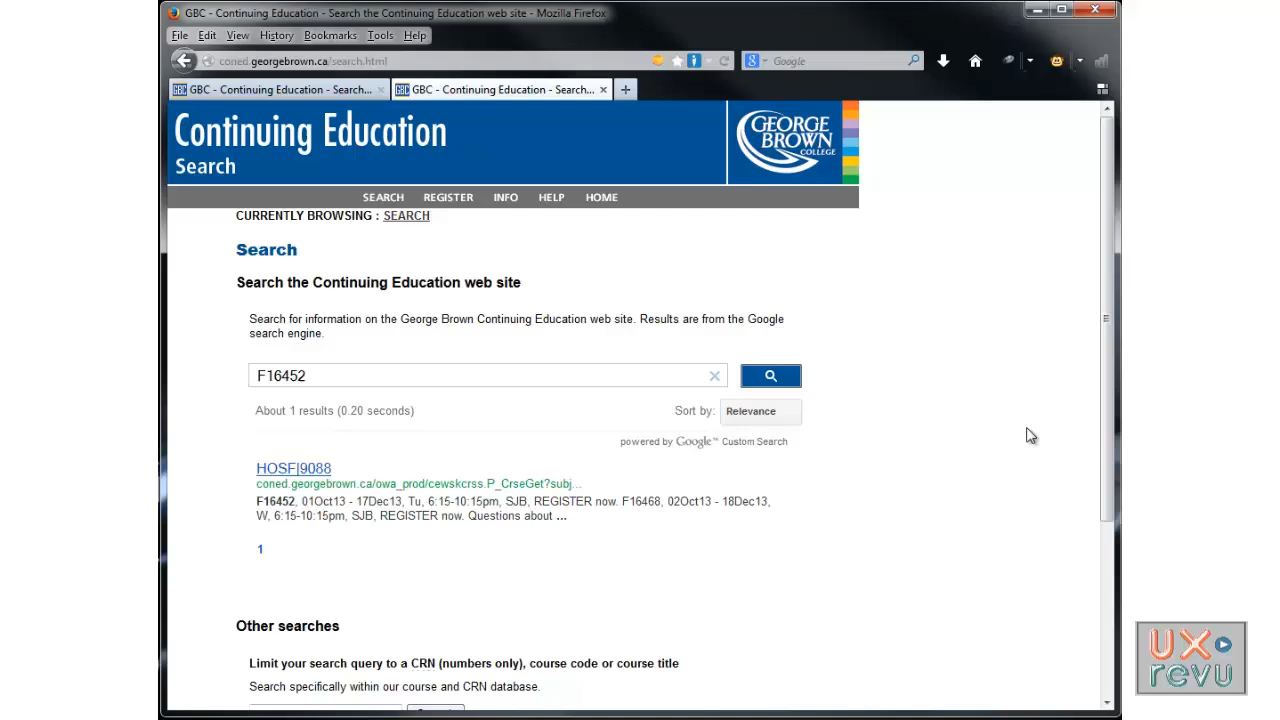 GBC - Continuing Education - Search the Continuing Education web site - Mozilla Firefox
File Edit View History Bookmarks Tools Help
coned.georgebrown.ca/search.html
Google
GBC - Continuing Education - Search...
GBC - Continuing Education - Search...
Continuing Education
Search
GEORGE
BROWN
COLLEGE
SEARCH REGISTER INFO HELP HOME
CURRENTLY BROWSING : SEARCH
Search
Search the Continuing Education web site
Search for information on the George Brown Continuing Education web site. Results are from the Google
search engine.
F16452
About 1 results (0.20 seconds)
Sort by: Relevance
powered by Google™ Custom Search
HOSF|9088
coned.georgebrown.ca/owa_prod/cewskcrss.P_CrseGet?subj...
F16452, 01Oct13 - 17Dec13, Tu, 6:15-10:15pm, SJB, REGISTER now. F16468, 02Oct13 - 18Dec13,
W, 6:15-10:15pm, SJB, REGISTER now. Questions about ...
1
Other searches
Limit your search query to a CRN (numbers only), course code or course title
Search specifically within our course and CRN database.
UX
revu